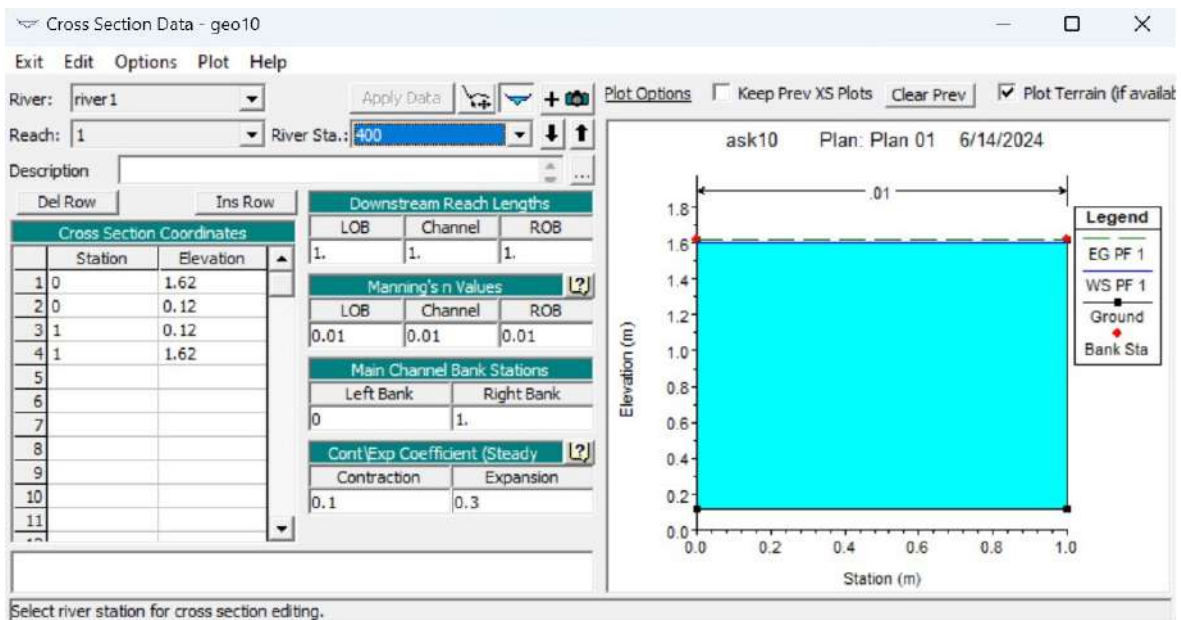 Cross Section Data - geo10
Exit Edit Options Plot Help
River: river1 Apply Data
Reach: 1 River Sta.: 400
Description ...
Del Row Ins Row
Cross Section Coordinates
Station Elevation
1 0 1.62
2 0 0.12
3 1 0.12
4 1 1.62
5
6
7
8
9
10
11
Downstream Reach Lengths
LOB Channel ROB
1. 1. 1.
Manning's n Values ?
LOB Channel ROB
0.01 0.01 0.01
Main Channel Bank Stations
Left Bank Right Bank
0 1.
Cont\Exp Coefficient (Steady ?
Contraction Expansion
0.1 0.3
Select river station for cross section editing.
Plot Options Keep Prev XS Plots Clear Prev Plot Terrain (if availab
ask10 Plan: Plan 01 6/14/2024
.01
1.8
1.6
1.4
1.2
1.0
0.8
0.6
0.4
0.2
0.0
Elevation (m)
0.0 0.2 0.4 0.6 0.8 1.0
Station (m)
Legend
EG PF 1
WS PF 1
Ground
Bank Sta